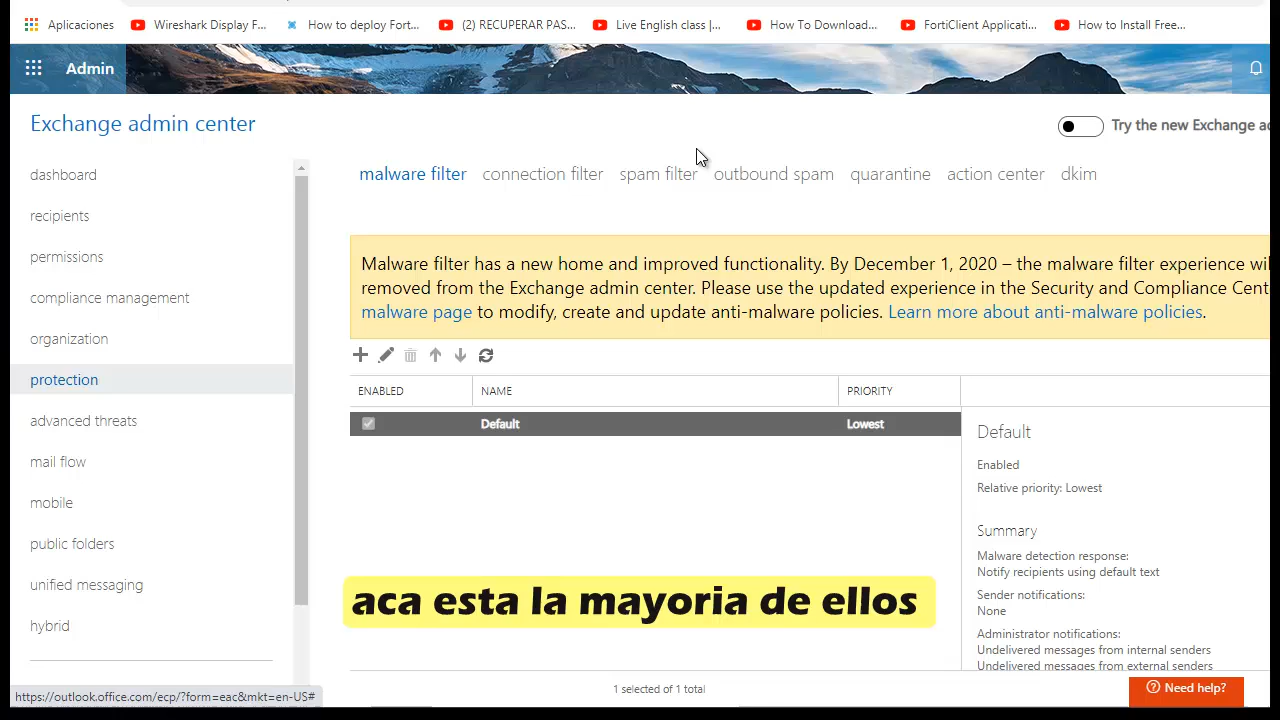 Aplicaciones
Wireshark Display F...
How to deploy Fort...
(2) RECUPERAR PAS...
Live English class |...
How To Download...
FortiClient Applicati...
How to Install Free...
Admin
Exchange admin center
Try the new Exchange
dashboard
recipients
permissions
compliance management
organization
protection
advanced threats
mail flow
mobile
public folders
unified messaging
hybrid
malware filter
connection filter
spam filter
outbound spam
quarantine
action center
dkim
Malware filter has a new home and improved functionality. By December 1, 2020 – the malware filter experience
removed from the Exchange admin center. Please use the updated experience in the Security and Compliance
malware page to modify, create and update anti-malware policies. Learn more about anti-malware policies.
ENABLED
NAME
PRIORITY
Default
Lowest
Default
Enabled
Relative priority: Lowest
Summary
Malware detection response:
Notify recipients using default text
Sender notifications:
None
Administrator notifications:
Undelivered messages from internal senders
Undelivered messages from external senders
aca esta la mayoria de ellos
https://outlook.office.com/ecp/?form=eac&mkt=en-US#
1 selected of 1 total
Need help?